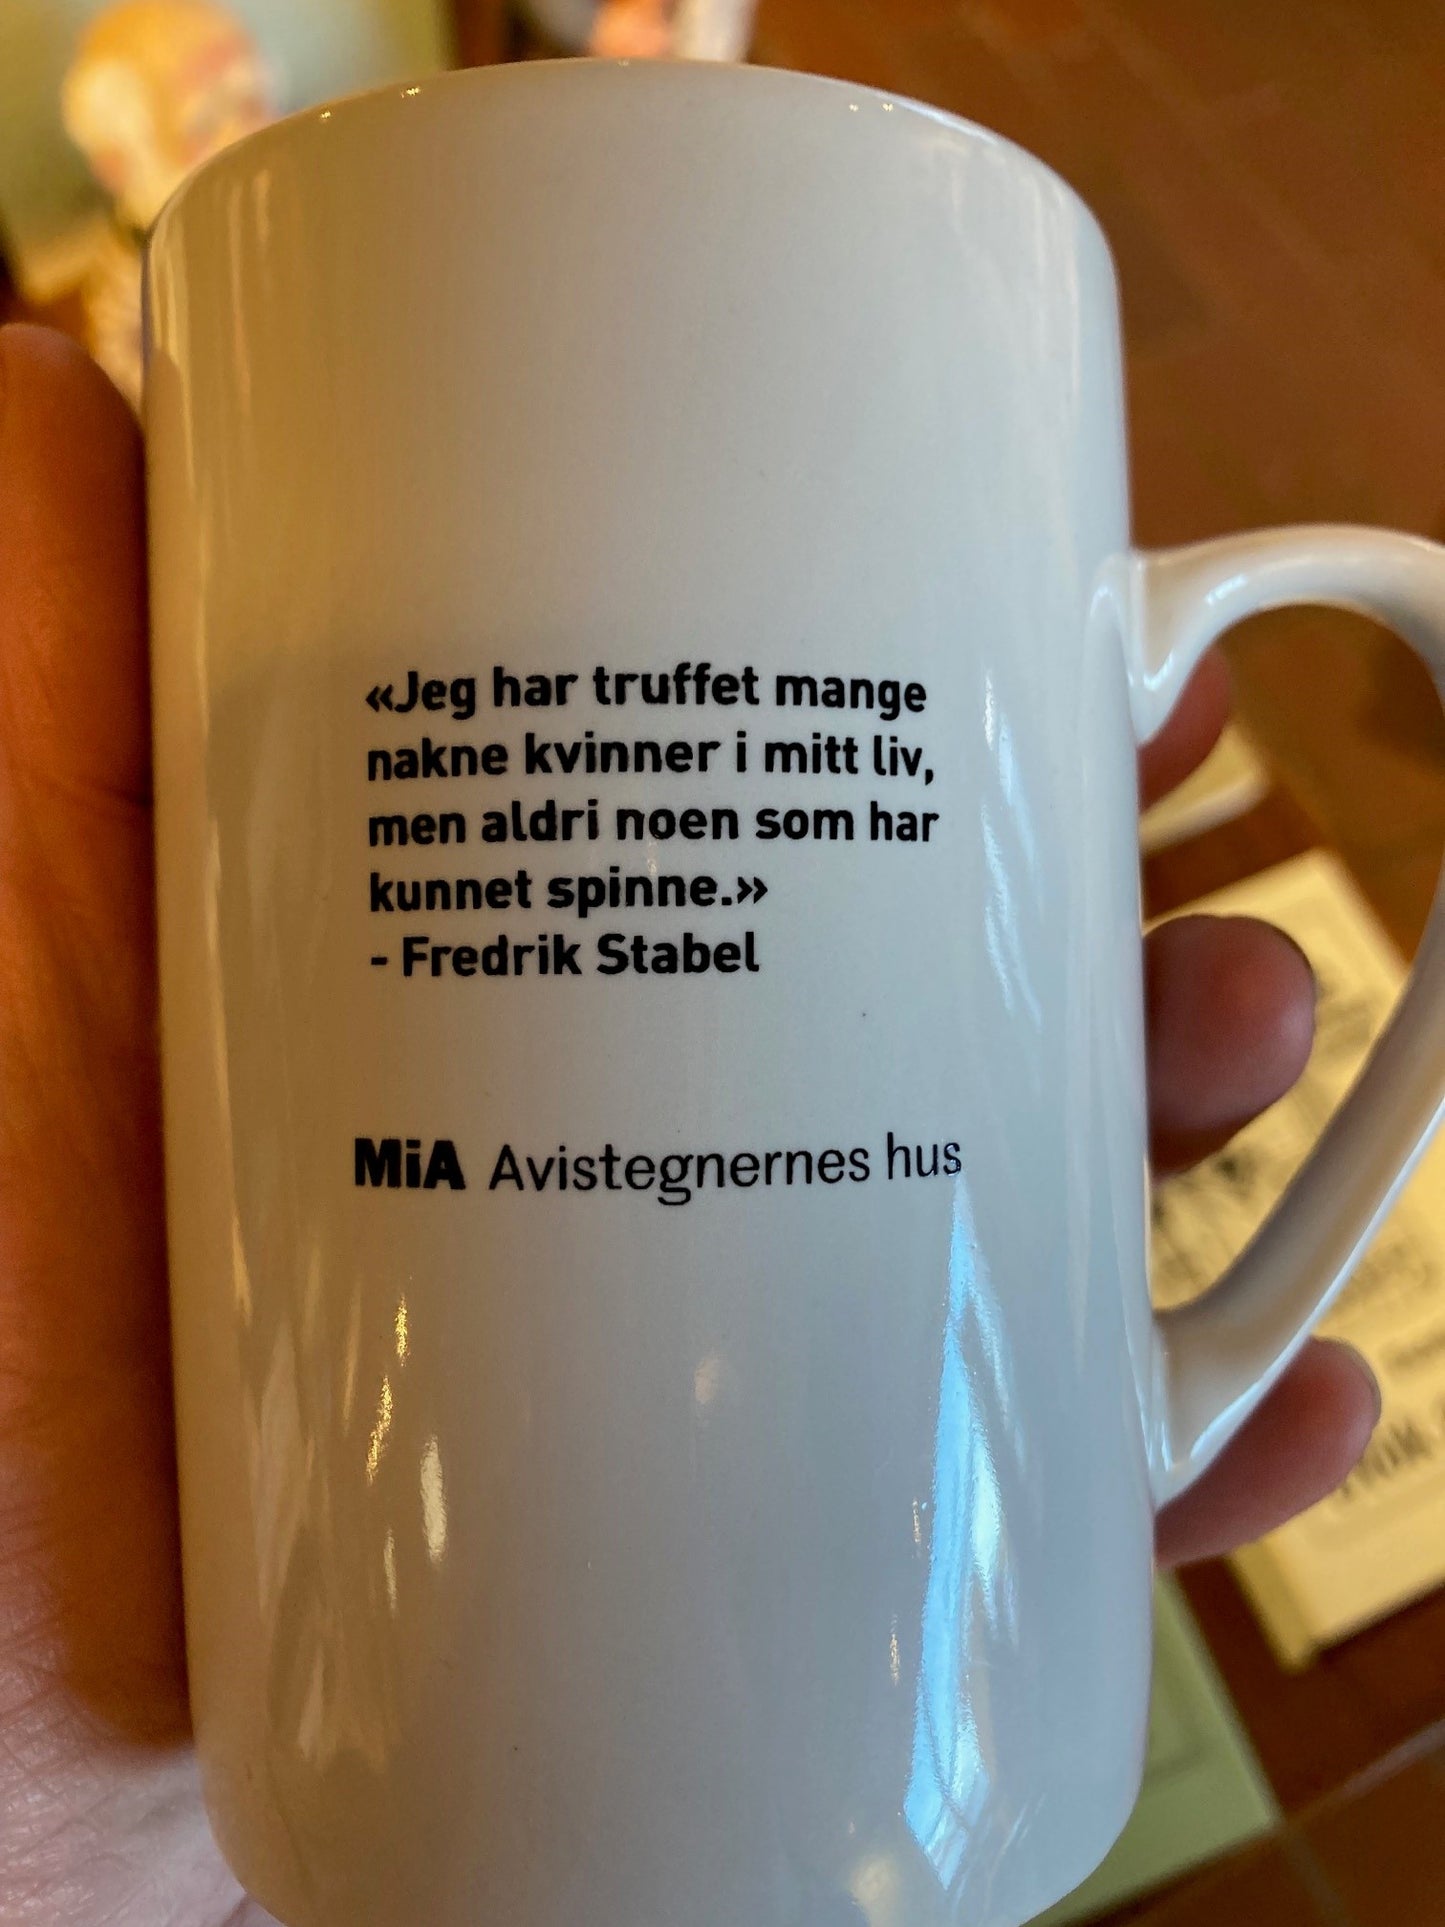 «Jeg har truffet mange
nakne kvinner i mitt liv,
men aldri noen som har
kunnet spinne.»
- Fredrik Stabel
MiA Avistegnernes hus